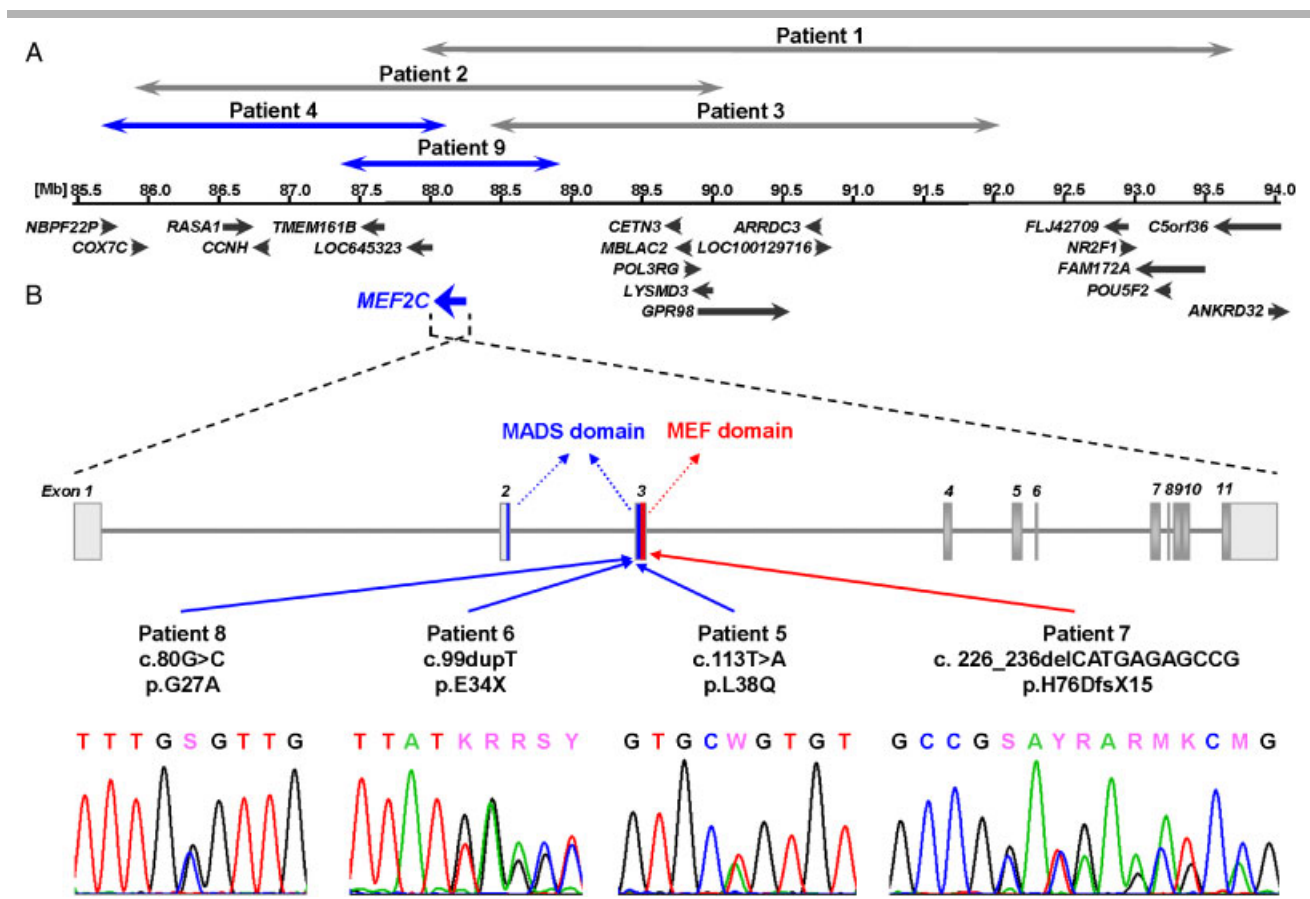 A
Patient 1
Patient 2
Patient 4
Patient 3
Patient 9
[Mb] 85.5 86.0 86.5 87.0 87.5 88.0 88.5 89.0 89.5 90.0 90.5 91.0 91.5 92.0 92.5 93.0 93.5 94.0
NBPF22P RASA1 TMEM161B CETN3 ARRDC3 FLJ42709 C5orf36
COX7C CCNH LOC645323 MBLAC2 LOC100129716 NR2F1
POL3RG FAM172A
B
LYSMD3 POU5F2
MEF2C
GPR98 ANKRD32
MADS domain MEF domain
Exon 1 2 3 4 5 6 7 8 9 10 11
Patient 8 Patient 6 Patient 5 Patient 7
c.80G>C c.99dupT c.113T>A c. 226_236delCATGAGAGCCG
p.G27A p.E34X p.L38Q p.H76DfsX15
T T T G S G T T G T T A T K R R S Y G T G C W G T G T G C C G S A Y R A R M K C M G